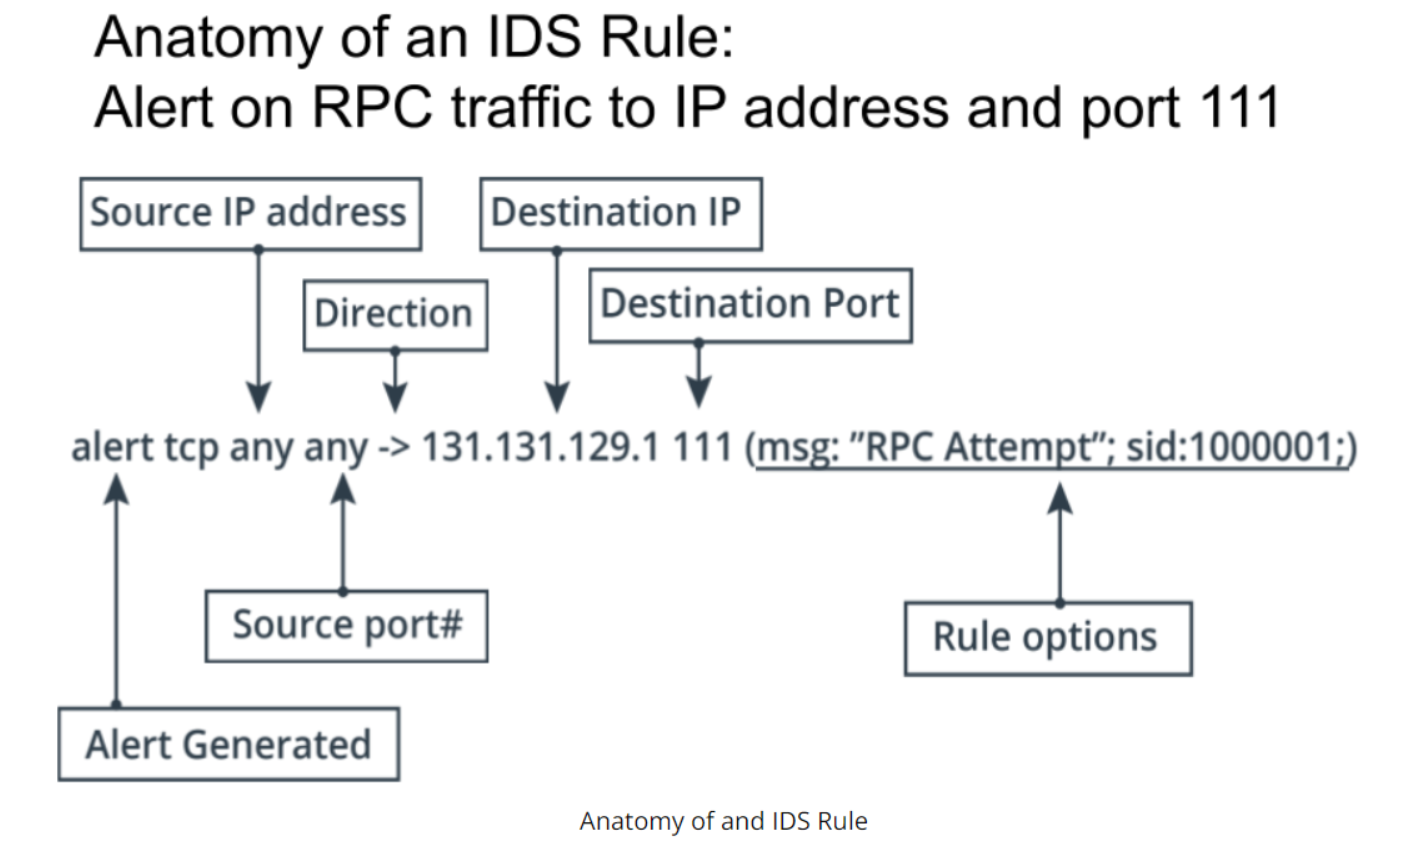 Anatomy of an IDS Rule:
Alert on RPC traffic to IP address and port 111
Source IP address
Destination IP
Direction
Destination Port
alert tcp any any -> 131.131.129.1 111 (msg: ”RPC Attempt”; sid:1000001;)
Source port#
Rule options
Alert Generated
Anatomy of and IDS Rule